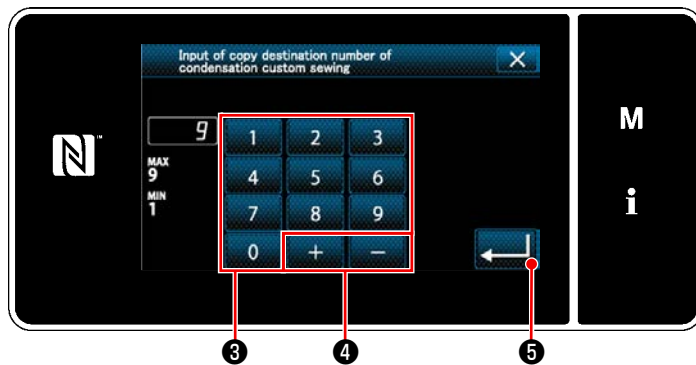 Input of copy destination number of
condensation custom sewing
9
1 2 3
MAX
9
4 5 6
MIN
1
7 8 9
0 + −
M
i
❸ ❹ ❺